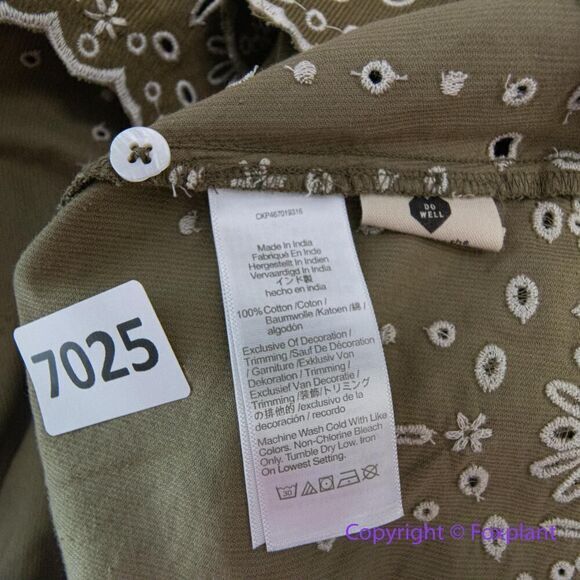 CKP467019316
Made In India
Fabriqué En Inde
Hergestellt In Indien
Vervaardigd In India
インド製
hecho en india
100% Cotton /Coton /
Baumwolle /Katoen /綿 /
algodón
Exclusive Of Decoration /
Trimming /Sauf De Décoration
/ Garniture /Exklusiv Von
Dekoration / Trimming /
Exklusief Van Decoratie /
Trimming /装飾/トリミング
の排他的 /exclusivo de la
decoración / recordo
Machine Wash Cold With Like
Colors. Non-Chlorine Bleach
Only. Tumble Dry Low. Iron
On Lowest Setting.
30
DO
WELL
7025
Copyright © Foxplant